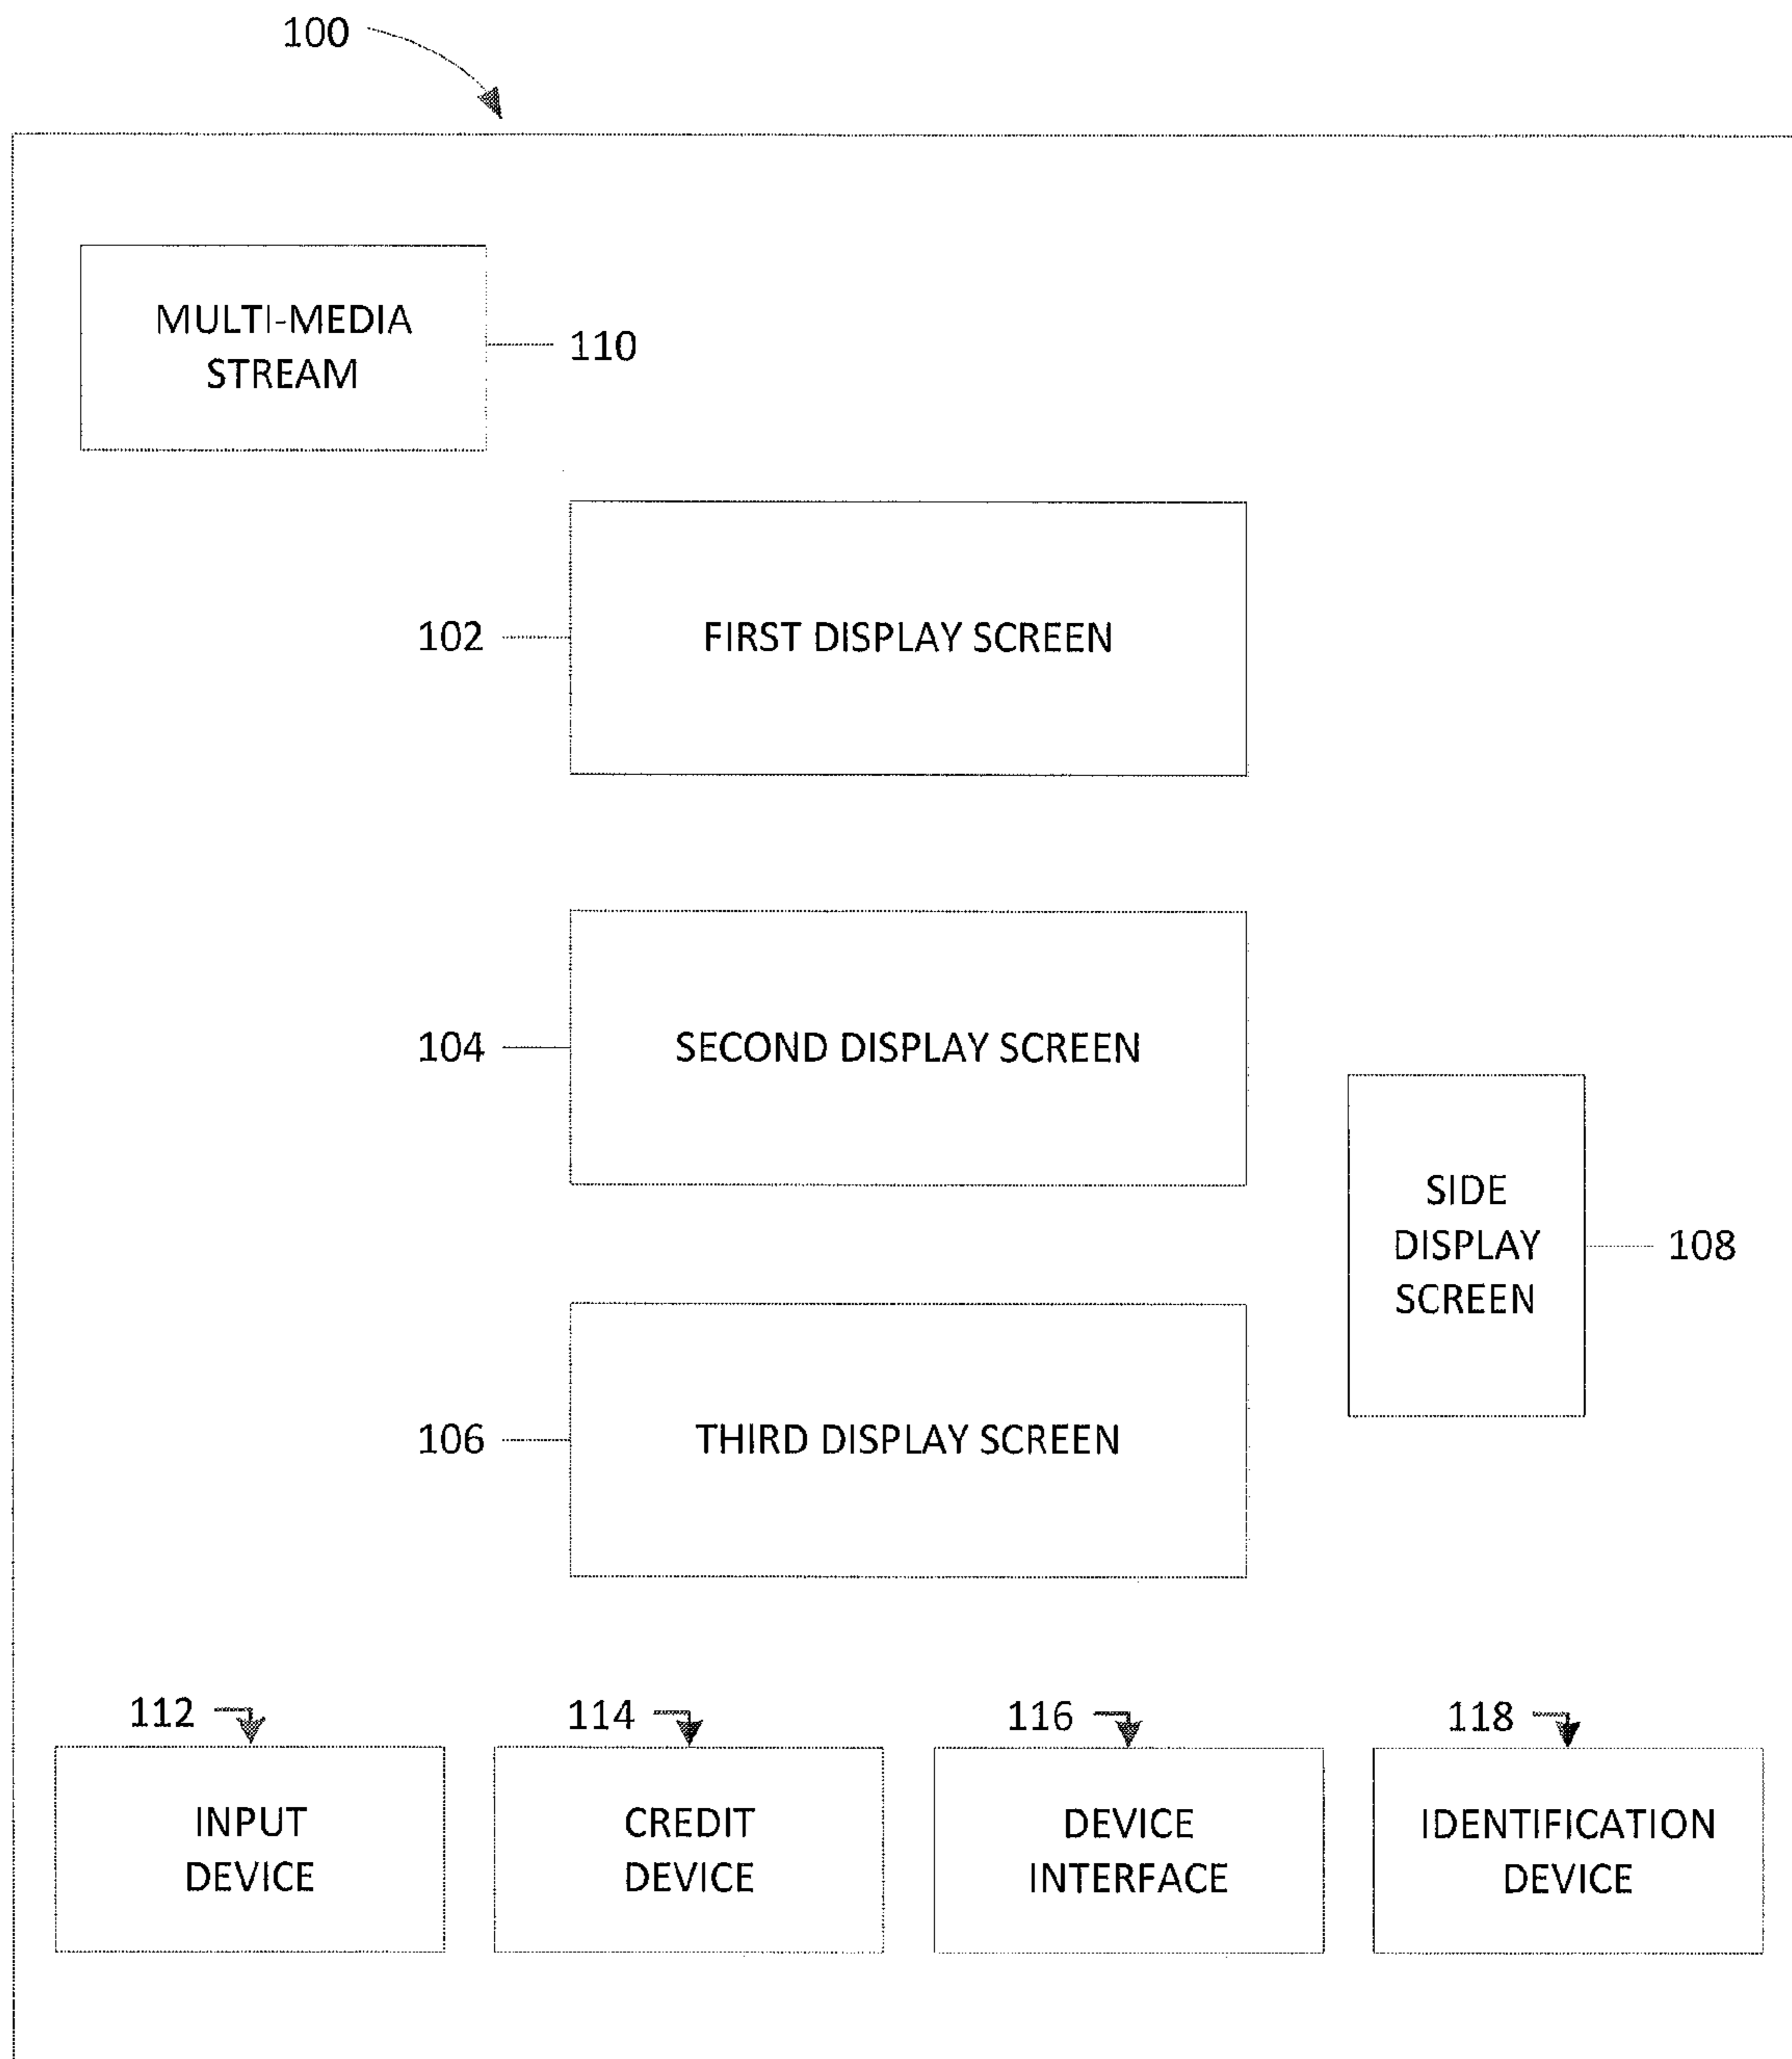 100
MULTI-MEDIA
STREAM
110
102
FIRST DISPLAY SCREEN
104
SECOND DISPLAY SCREEN
SIDE
DISPLAY
SCREEN
108
106
THIRD DISPLAY SCREEN
112
114
116
118
INPUT
DEVICE
CREDIT
DEVICE
DEVICE
INTERFACE
IDENTIFICATION
DEVICE